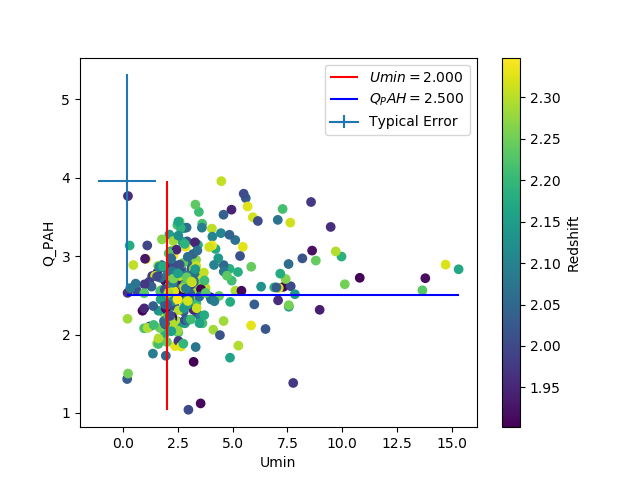 Umin = 2.000
Q_PAH = 2.500
Typical Error
5
4
3
2
1
Q_PAH
0.0 2.5 5.0 7.5 10.0 12.5 15.0
Umin
2.30
2.25
2.20
2.15
2.10
2.05
2.00
1.95
Redshift